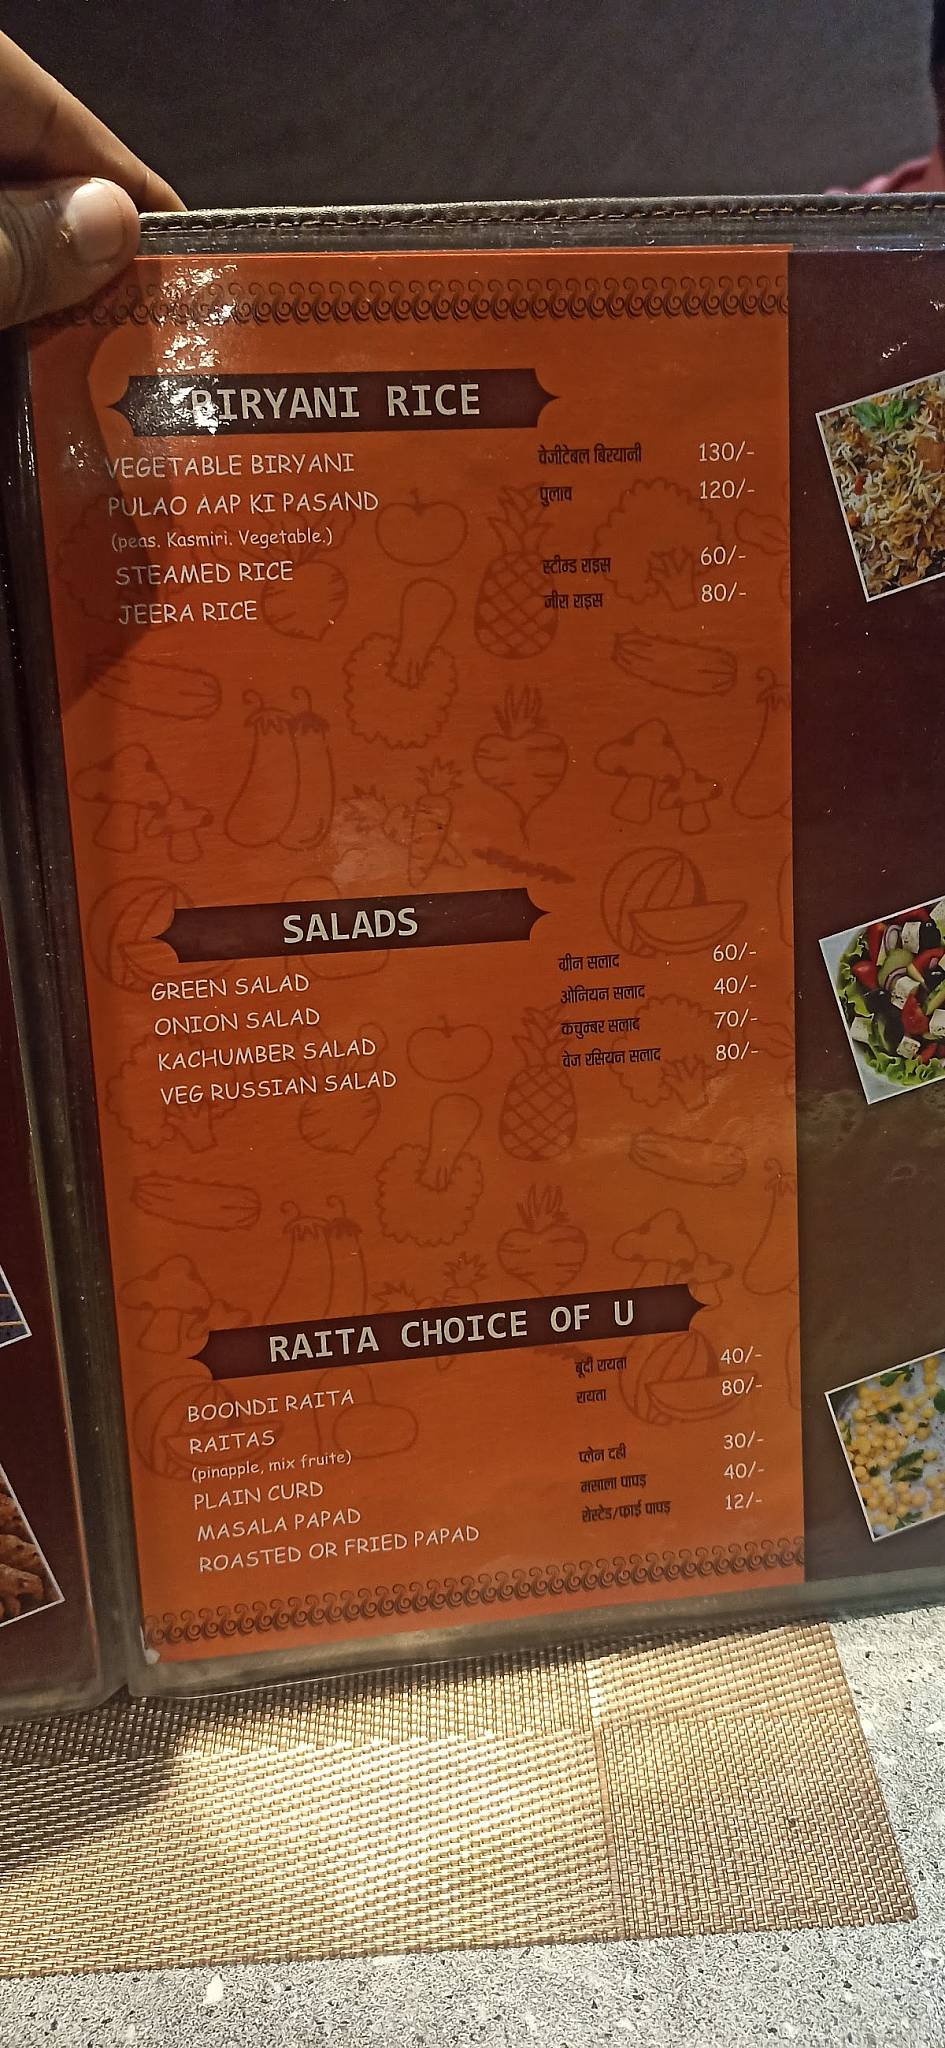 BIRYANI RICE
VEGETABLE BIRYANI वेजीटेबल बिरयानी 130/-
PULAO AAP KI PASAND पुलाव 120/-
(peas. Kasmiri. Vegetable.)
STEAMED RICE स्टीम्ड राइस 60/-
JEERA RICE जीरा राइस 80/-
SALADS
GREEN SALAD ग्रीन सलाद 60/-
ONION SALAD ओनियन सलाद 40/-
KACHUMBER SALAD कचुम्बर सलाद 70/-
VEG RUSSIAN SALAD वेज रसियन सलाद 80/-
RAITA CHOICE OF U
BOONDI RAITA बूंदी रायता 40/-
RAITAS रायता 80/-
(pinapple, mix fruite)
PLAIN CURD प्लेन दही 30/-
MASALA PAPAD मसाला पापड़ 40/-
ROASTED OR FRIED PAPAD रोस्टेड/फ्राई पापड़ 12/-